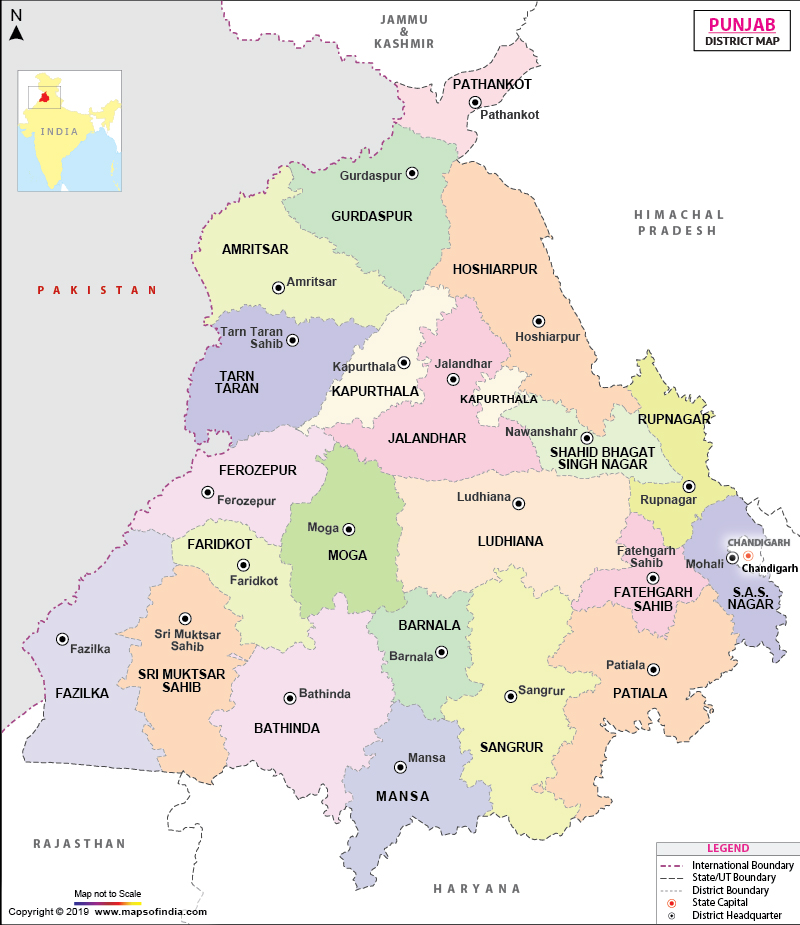 N
JAMMU
&
KASHMIR
PUNJAB
DISTRICT MAP
PATHANKOT
Pathankot
INDIA
Gurdaspur
GURDASPUR
HIMACHAL
PRADESH
AMRITSAR
Amritsar
HOSHIARPUR
Hoshiarpur
PAKISTAN
Tarn Taran
Sahib
TARN
TARAN
Kapurthala
KAPURTHALA
Jalandhar
KAPURTHALA
JALANDHAR
Nawanshahr
SHAHID BHAGAT
SINGH NAGAR
RUPNAGAR
Rupnagar
FEROZEPUR
Ferozepur
Moga
MOGA
Ludhiana
LUDHIANA
FARIDKOT
Faridkot
Fatehgarh
Sahib
FATEHGARH
SAHIB
CHANDIGARH
Chandigarh
Mohali
S.A.S.
NAGAR
Fazilka
FAZILKA
Sri Muktsar
Sahib
SRI MUKTSAR
SAHIB
BARNALA
Barnala
Bathinda
BATHINDA
Sangrur
SANGRUR
Patiala
PATIALA
Mansa
MANSA
RAJASTHAN
HARYANA
LEGEND
International Boundary
State/UT Boundary
District Boundary
State Capital
District Headquarter
Map not to Scale
Copyright © 2019 www.mapsofindia.com